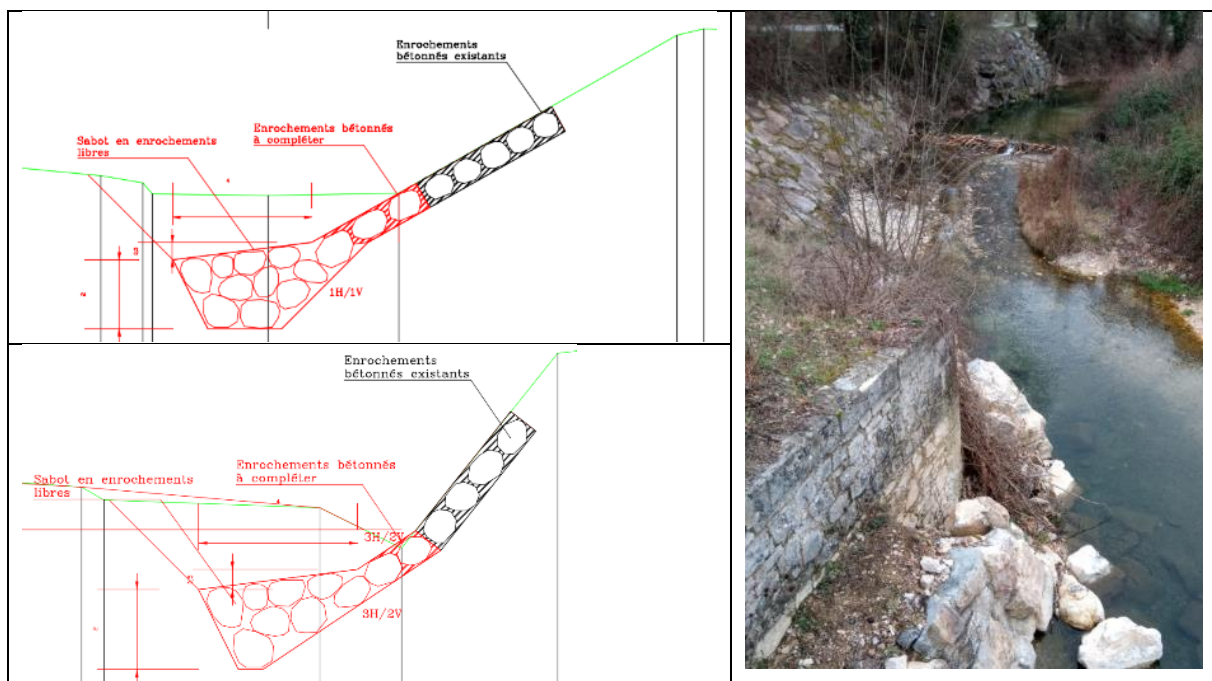 Enrochements
bétonnés existants
Enrochements bétonnés
à compléter
Sabot en enrochements
libres
1H/1V
Enrochements
bétonnés existants
Enrochements bétonnés
à compléter
Sabot en enrochements
libres
3H/2V
3H/2V